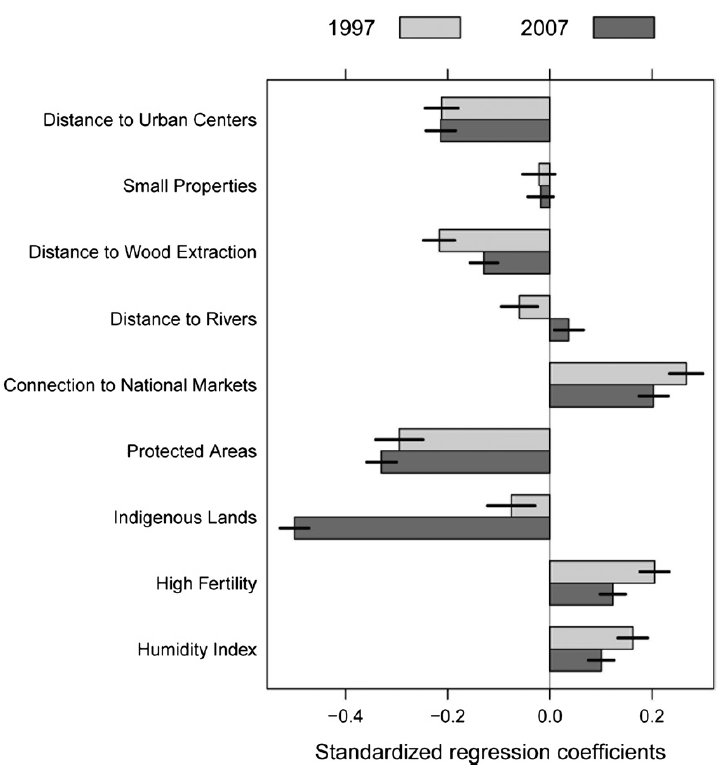 1997 2007
Distance to Urban Centers
Small Properties
Distance to Wood Extraction
Distance to Rivers
Connection to National Markets
Protected Areas
Indigenous Lands
High Fertility
Humidity Index
−0.4 −0.2 0.0 0.2
Standardized regression coefficients